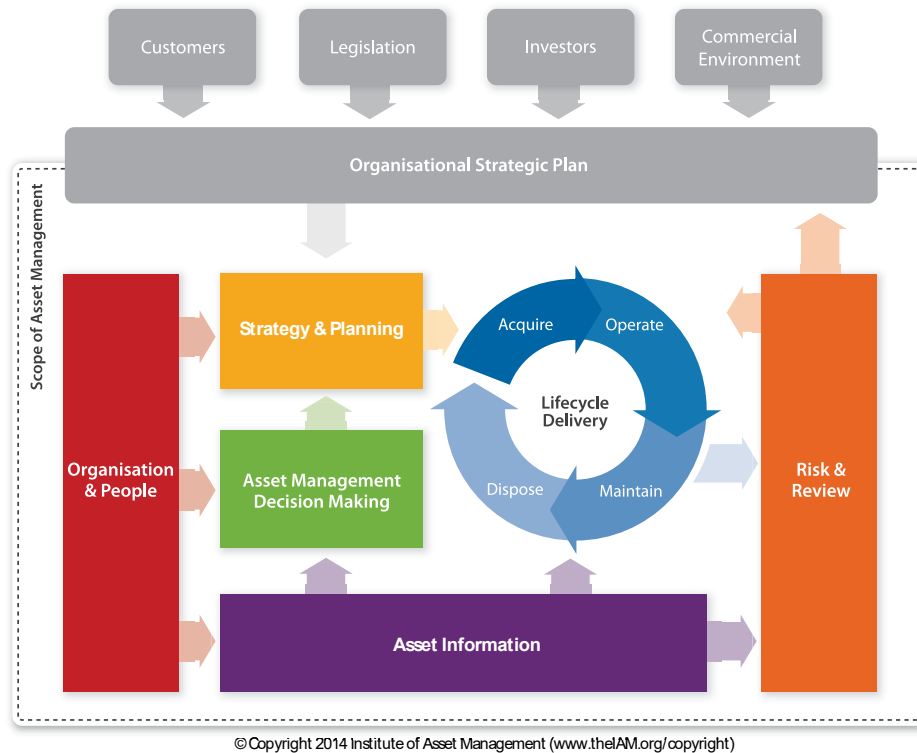 Customers
Legislation
Investors
Commercial
Environment
Organisational Strategic Plan
Scope of Asset Management
Strategy & Planning
Acquire
Operate
Lifecycle
Delivery
Organisation
& People
Asset Management
Decision Making
Dispose
Maintain
Risk &
Review
Asset Information
© Copyright 2014 Institute of Asset Management (www.theIAM.org/copyright)